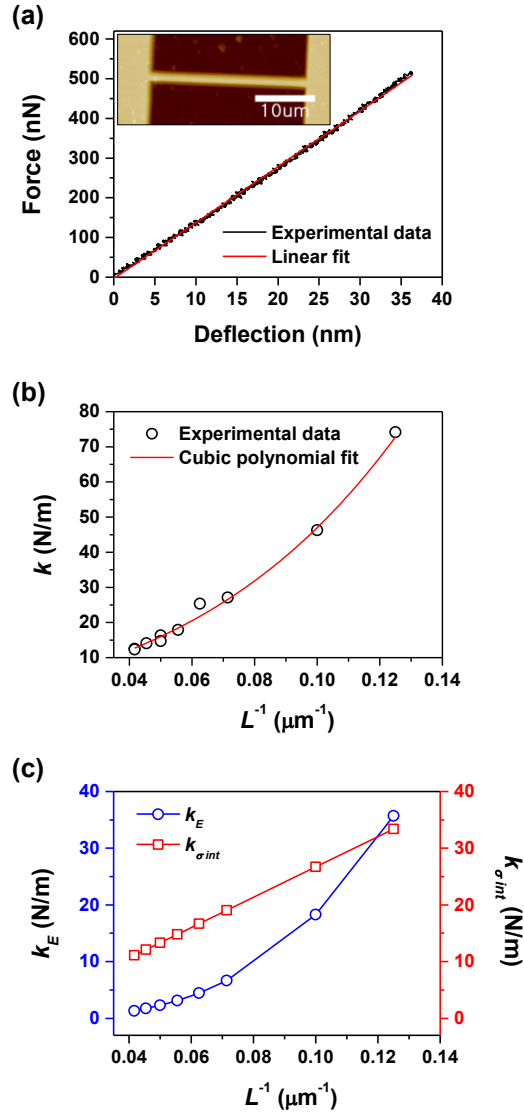 (a)
600
500
400
300
200
100
0
Force (nN)
10um
Experimental data
Linear fit
0 5 10 15 20 25 30 35 40
Deflection (nm)
(b)
80
70
60
50
40
30
20
10
k (N/m)
Experimental data
Cubic polynomial fit
0.04 0.06 0.08 0.10 0.12 0.14
L⁻¹ (μm⁻¹)
(c)
40
30
20
10
0
k_E (N/m)
k_E
k_σ int
40
30
20
10
0
k_σ int (N/m)
0.04 0.06 0.08 0.10 0.12 0.14
L⁻¹ (μm⁻¹)